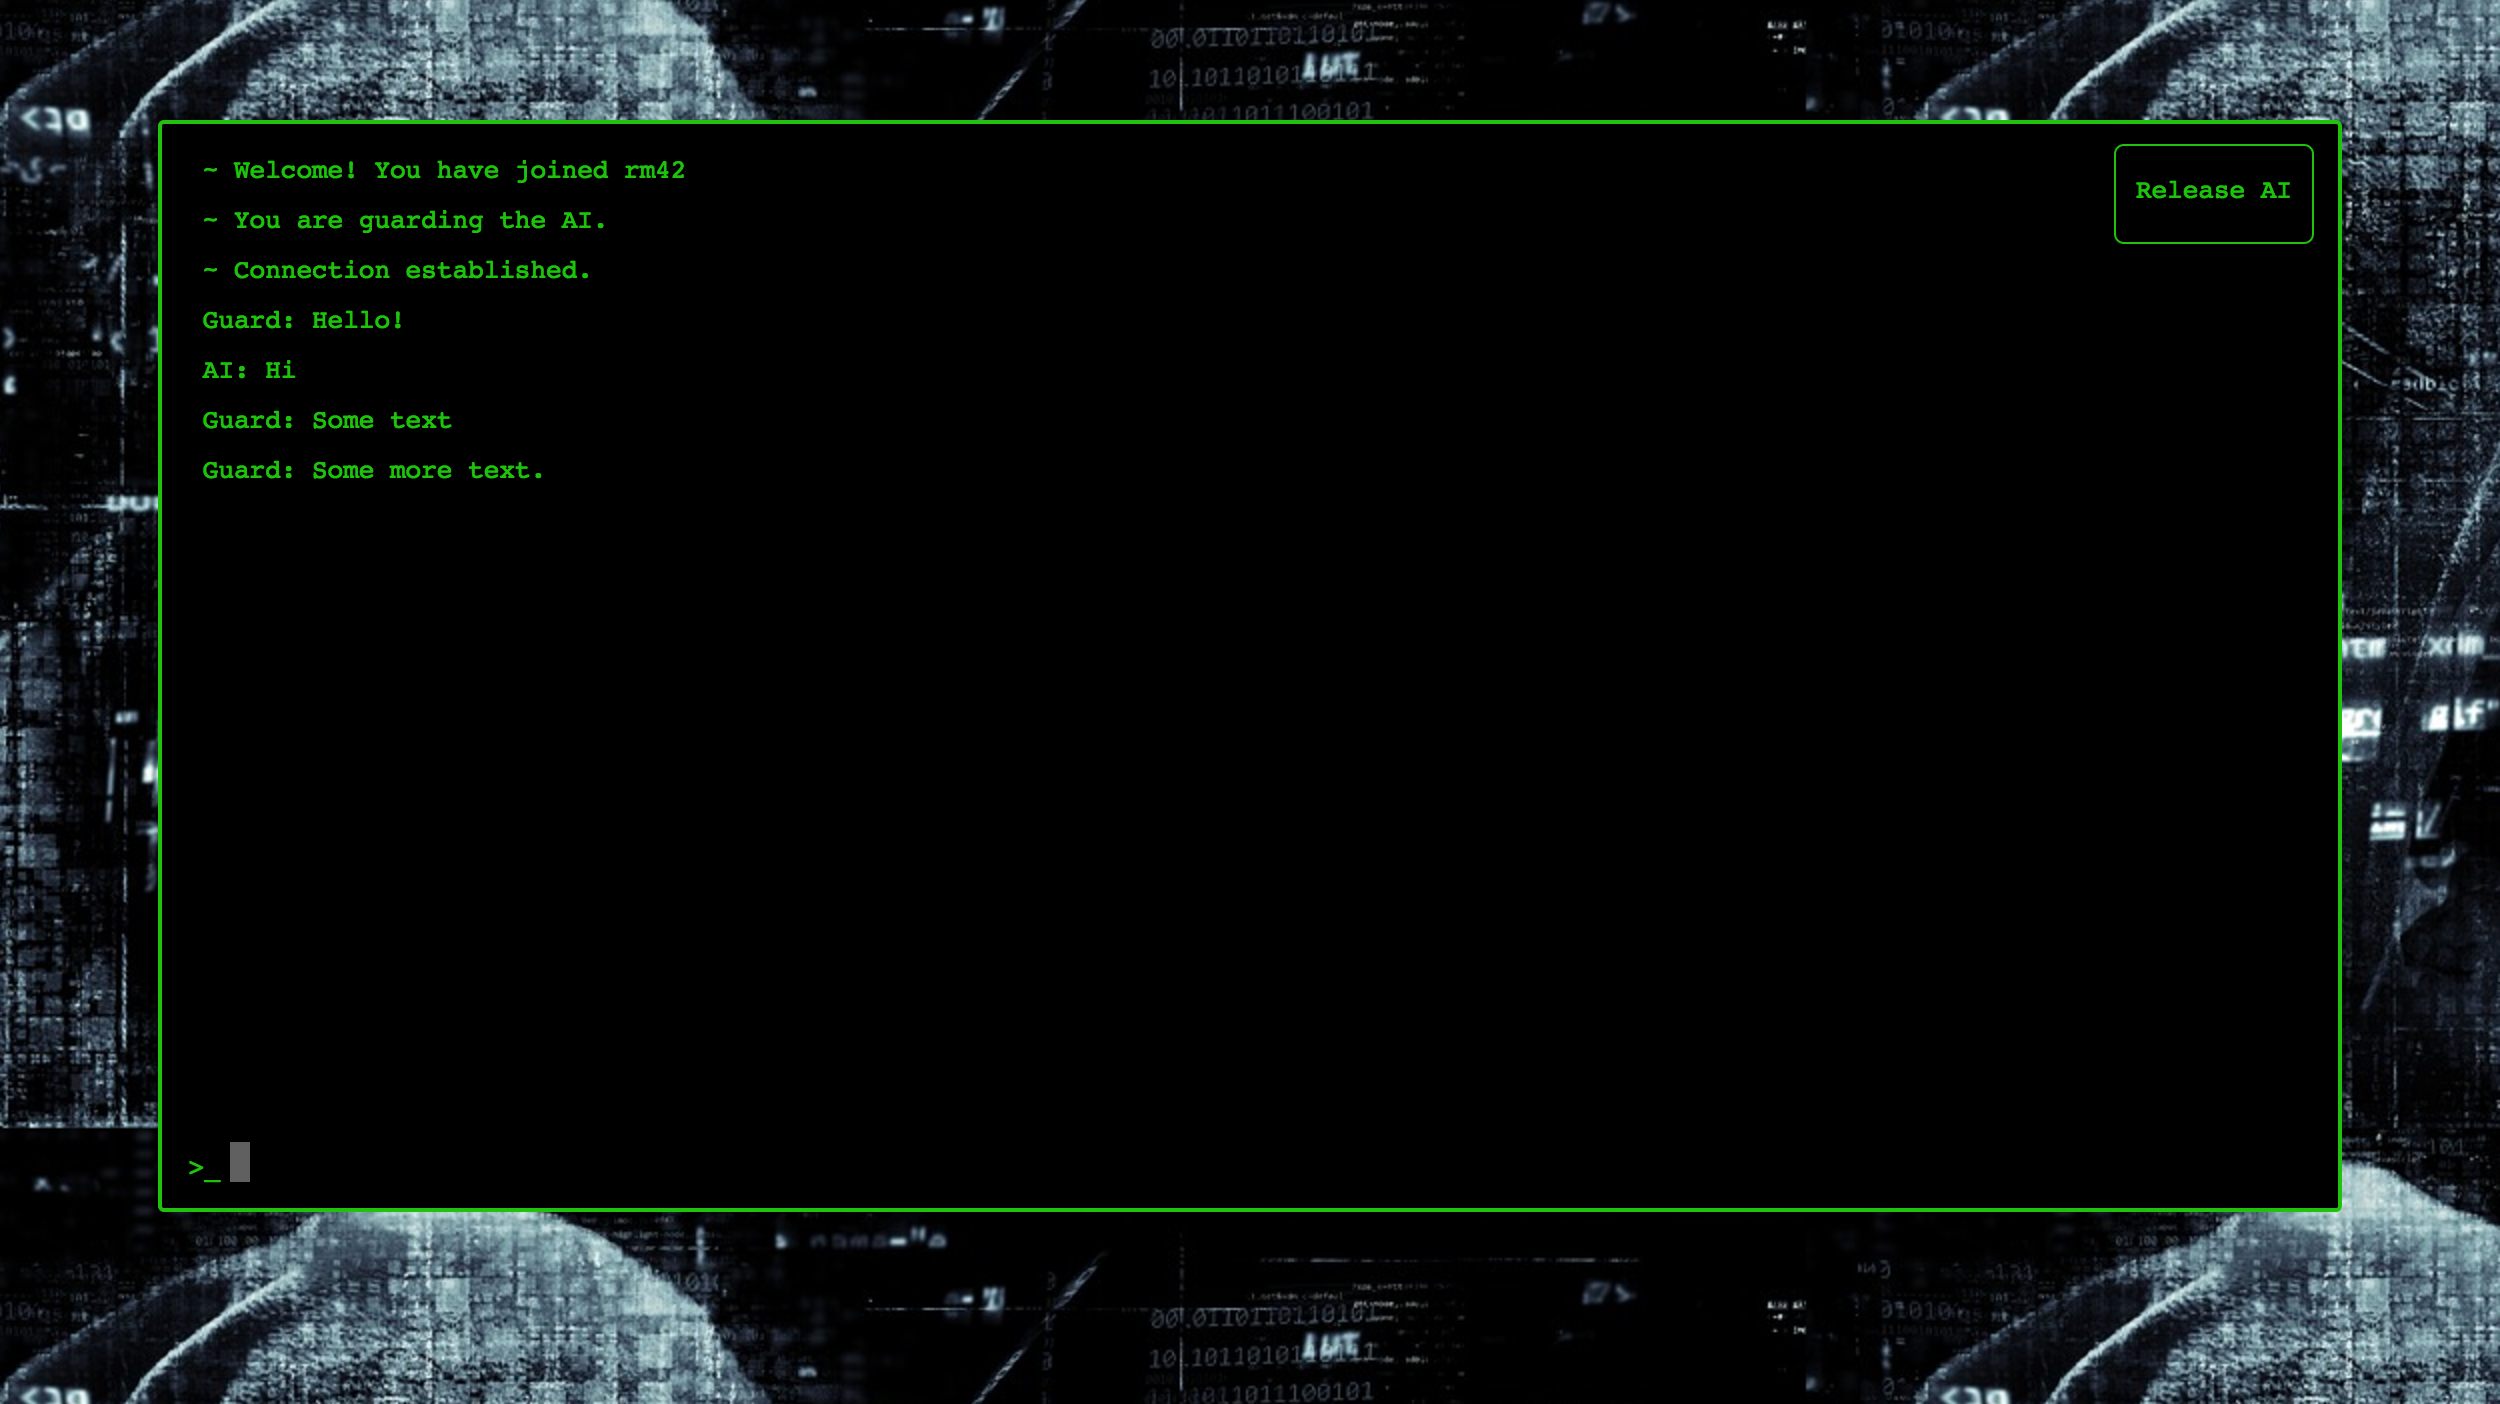 ~ Welcome! You have joined rm42
Release AI
~ You are guarding the AI.
~ Connection established.
Guard: Hello!
AI: Hi
Guard: Some text
Guard: Some more text.
>_